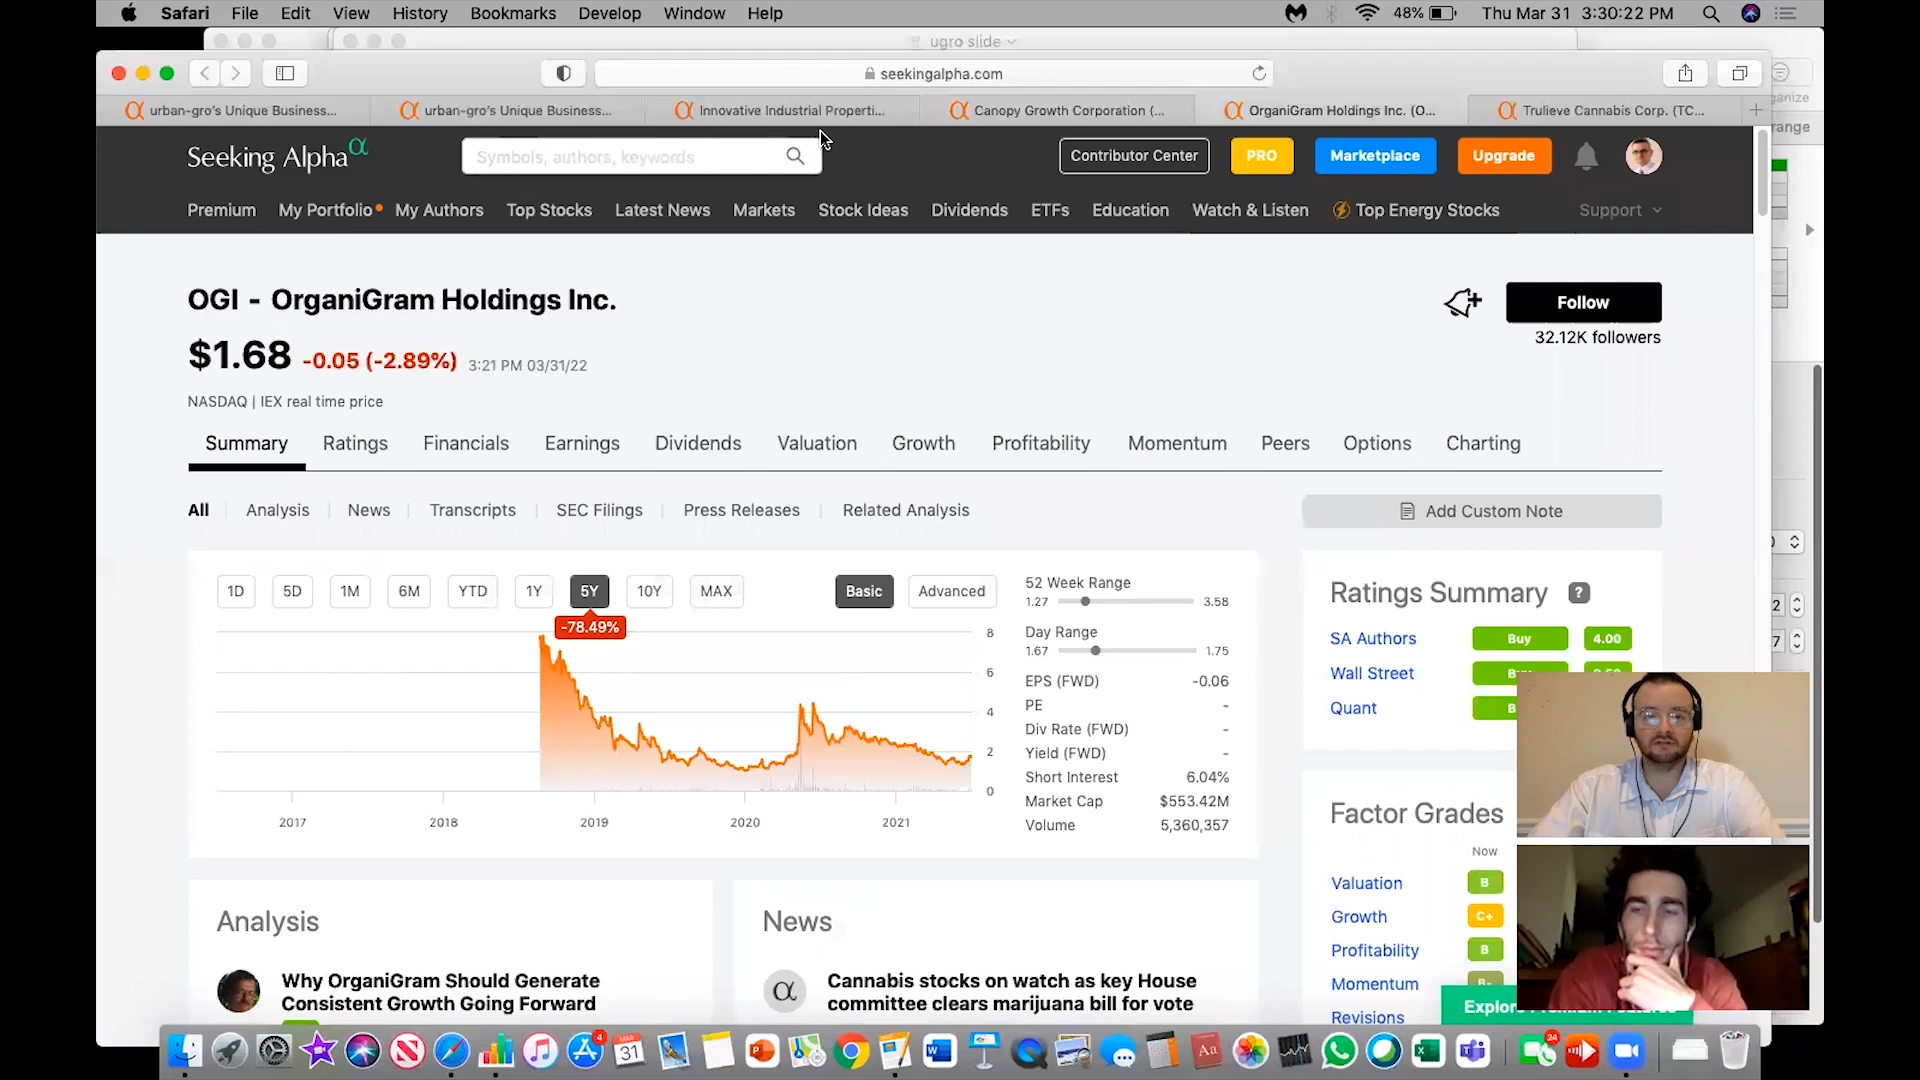 Safari File Edit View History Bookmarks Develop Window Help 48% Thu Mar 31 3:30:22 PM
ugro slide
seekingalpha.com
urban-gro's Unique Business... urban-gro's Unique Business... Innovative Industrial Properti... Canopy Growth Corporation (... OrganiGram Holdings Inc. (O... Trulieve Cannabis Corp. (TC...
Seeking Alpha α
Symbols, authors, keywords
Contributor Center PRO Marketplace Upgrade
Premium My Portfolio My Authors Top Stocks Latest News Markets Stock Ideas Dividends ETFs Education Watch & Listen Top Energy Stocks Support
OGI - OrganiGram Holdings Inc.
Follow
$1.68 -0.05 (-2.89%) 3:21 PM 03/31/22
32.12K followers
NASDAQ | IEX real time price
Summary Ratings Financials Earnings Dividends Valuation Growth Profitability Momentum Peers Options Charting
All Analysis News Transcripts SEC Filings Press Releases Related Analysis
Add Custom Note
1D 5D 1M 6M YTD 1Y 5Y 10Y MAX Basic Advanced
-78.49%
8
6
4
2
0
2017 2018 2019 2020 2021
52 Week Range
1.27 3.58
Day Range
1.67 1.75
EPS (FWD) -0.06
PE -
Div Rate (FWD) -
Yield (FWD) -
Short Interest 6.04%
Market Cap $553.42M
Volume 5,360,357
Ratings Summary ?
SA Authors Buy 4.00
Wall Street
Quant
Factor Grades
Now
Valuation B
Growth C+
Profitability B
Momentum B-
Revisions
Analysis
Why OrganiGram Should Generate
Consistent Growth Going Forward
News
Cannabis stocks on watch as key House
committee clears marijuana bill for vote
4
MAR
31
Aa
24